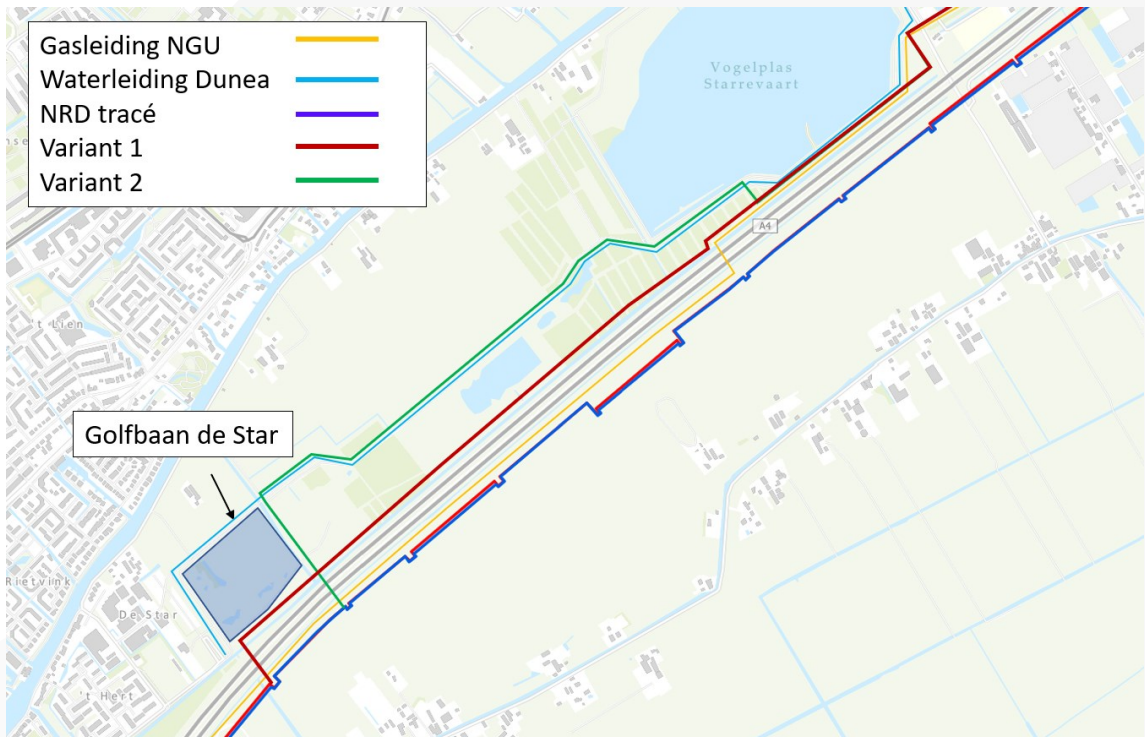 Gasleiding NGU
Waterleiding Dunea
NRD tracé
Variant 1
Variant 2
Vogelplas
Starrevaart
A4
't Lien
Golfbaan de Star
Rietvink
De Star
't Hert